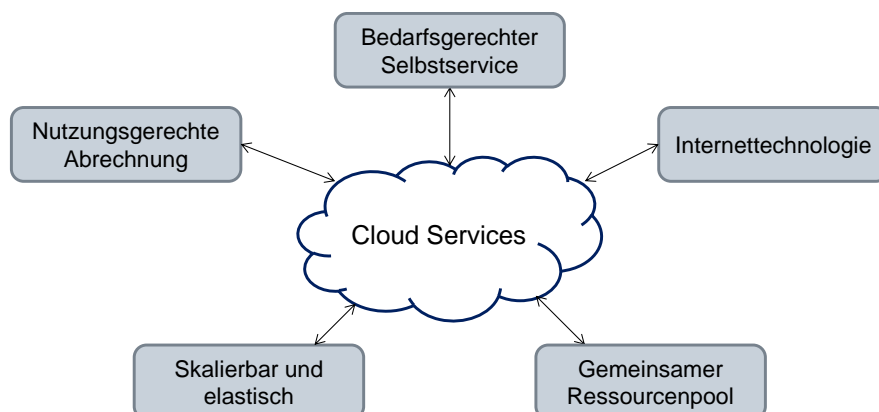 Bedarfsgerechter
Selbstservice
Nutzungsgerechte
Abrechnung
Internettechnologie
Cloud Services
Skalierbar und
elastisch
Gemeinsamer
Ressourcenpool